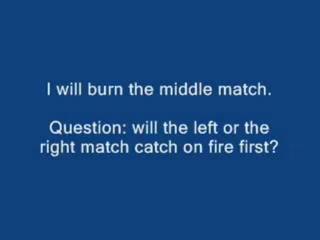 I will burn the middle match.
Question: will the left or the
right match catch on fire first?